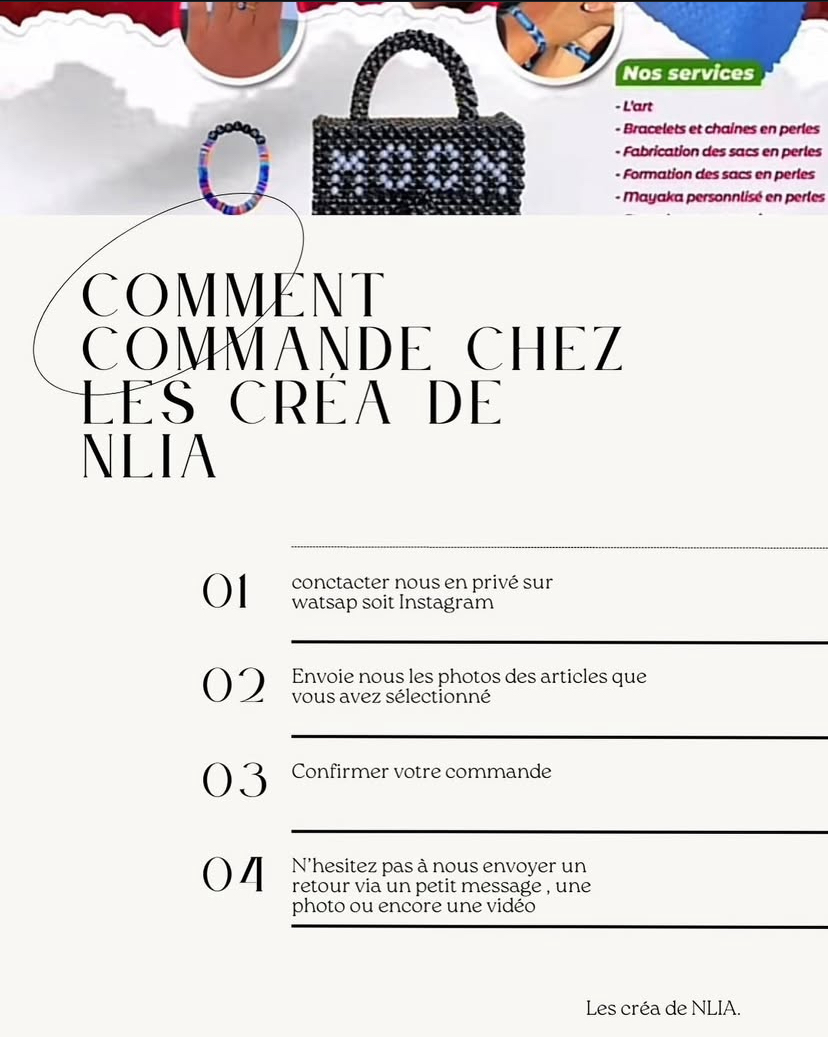 Nos services
- L'art
- Bracelets et chaines en perles
- Fabrication des sacs en perles
- Formation des sacs en perles
- Mayaka personnlisé en perles
MOON
COMMENT
COMMANDE CHEZ
LES CRÉA DE
NLIA
01
conctacter nous en privé sur
watsap soit Instagram
02
Envoie nous les photos des articles que
vous avez sélectionné
03
Confirmer votre commande
04
N'hesitez pas à nous envoyer un
retour via un petit message , une
photo ou encore une vidéo
Les créa de NLIA.